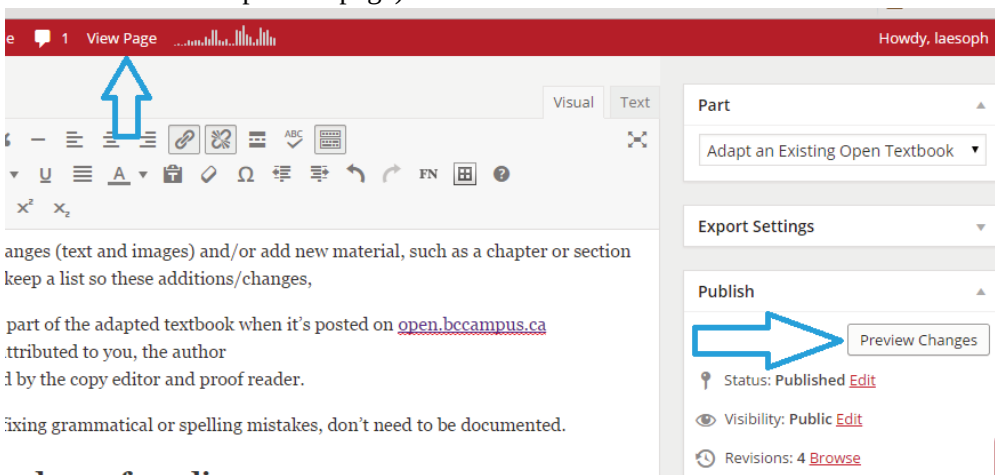 e 1 View Page Howdy, laesoph
Visual Text
ABC
U A Ω FN
x² x₂
anges (text and images) and/or add new material, such as a chapter or section
keep a list so these additions/changes,
part of the adapted textbook when it's posted on open.bccampus.ca
ttributed to you, the author
d by the copy editor and proof reader.
fixing grammatical or spelling mistakes, don't need to be documented.
Part
Adapt an Existing Open Textbook
Export Settings
Publish
Preview Changes
Status: Published Edit
Visibility: Public Edit
Revisions: 4 Browse